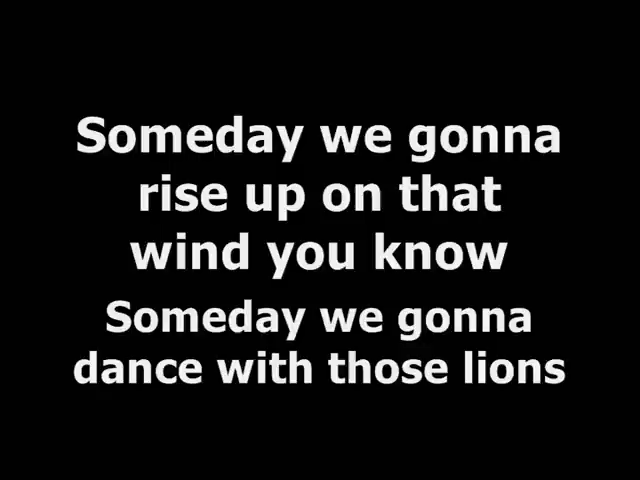 Someday we gonna
rise up on that
wind you know
Someday we gonna
dance with those lions